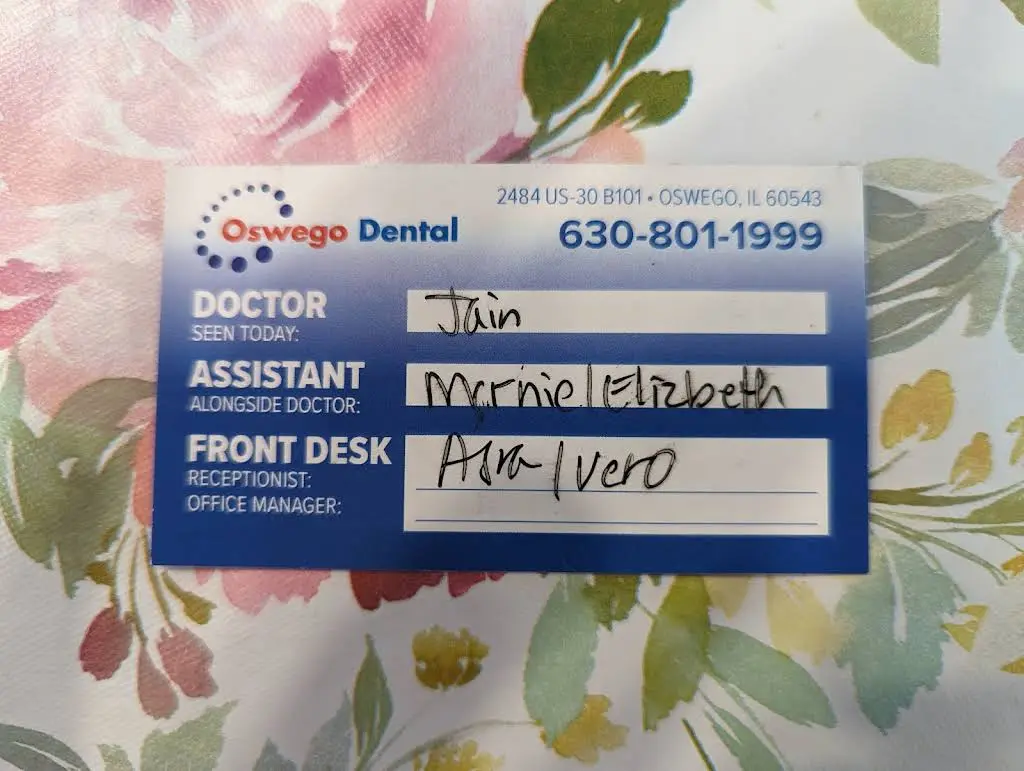 Oswego Dental
2484 US-30 B101 • OSWEGO, IL 60543
630-801-1999
DOCTOR
SEEN TODAY:
Jain
ASSISTANT
ALONGSIDE DOCTOR:
Marnie/Elizbeth
FRONT DESK
RECEPTIONIST:
OFFICE MANAGER:
Asra/vero